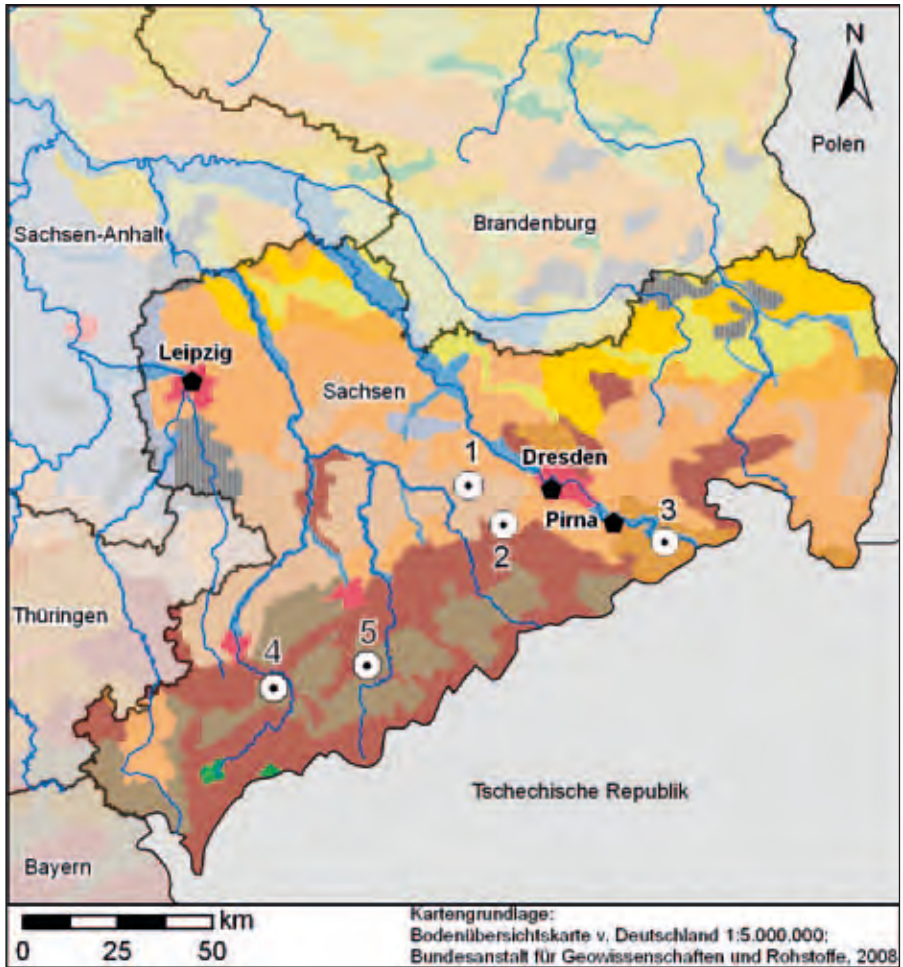 N
Polen
Brandenburg
Sachsen-Anhalt
Leipzig
Sachsen
1
Dresden
Pirna
3
2
Thüringen
4
5
Tschechische Republik
Bayern
km
0 25 50
Kartengrundlage:
Bodenübersichtskarte v. Deutschland 1:5.000.000;
Bundesanstalt für Geowissenschaften und Rohstoffe, 2008